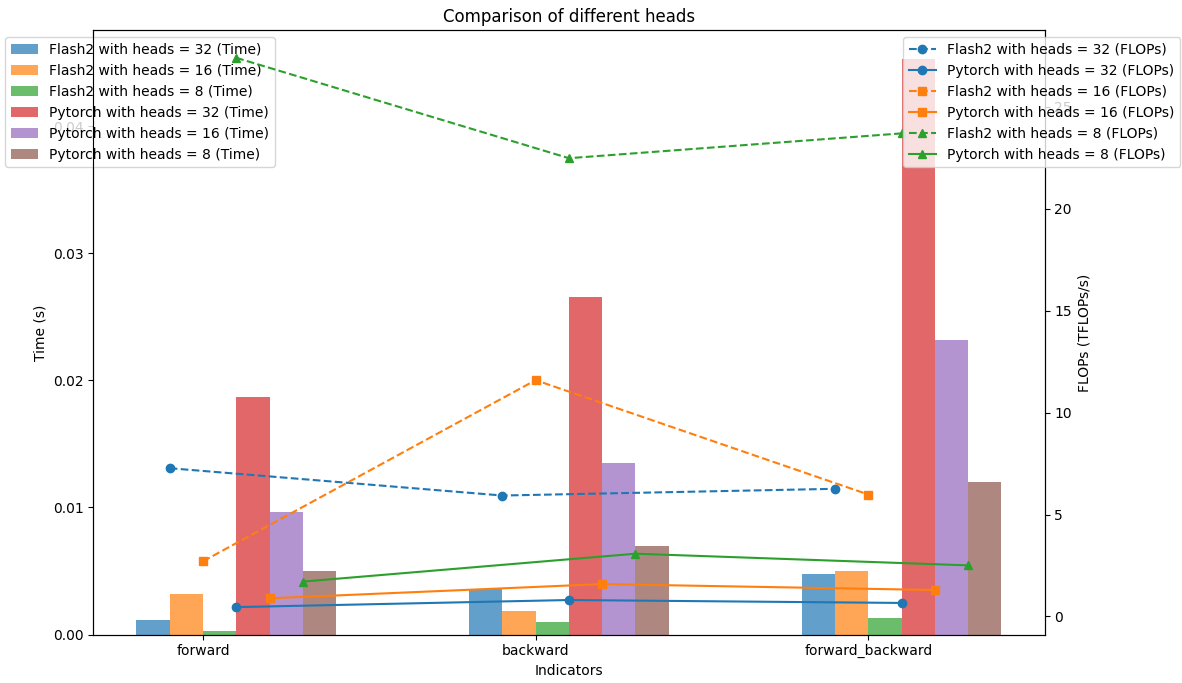 Comparison of different heads
Flash2 with heads = 32 (Time)
Flash2 with heads = 16 (Time)
Flash2 with heads = 8 (Time)
Pytorch with heads = 32 (Time)
Pytorch with heads = 16 (Time)
Pytorch with heads = 8 (Time)
Flash2 with heads = 32 (FLOPs)
Pytorch with heads = 32 (FLOPs)
Flash2 with heads = 16 (FLOPs)
Pytorch with heads = 16 (FLOPs)
Flash2 with heads = 8 (FLOPs)
Pytorch with heads = 8 (FLOPs)
0.04
0.03
0.02
0.01
0.00
Time (s)
25
20
15
10
5
0
FLOPs (TFLOPs/s)
forward
backward
forward_backward
Indicators